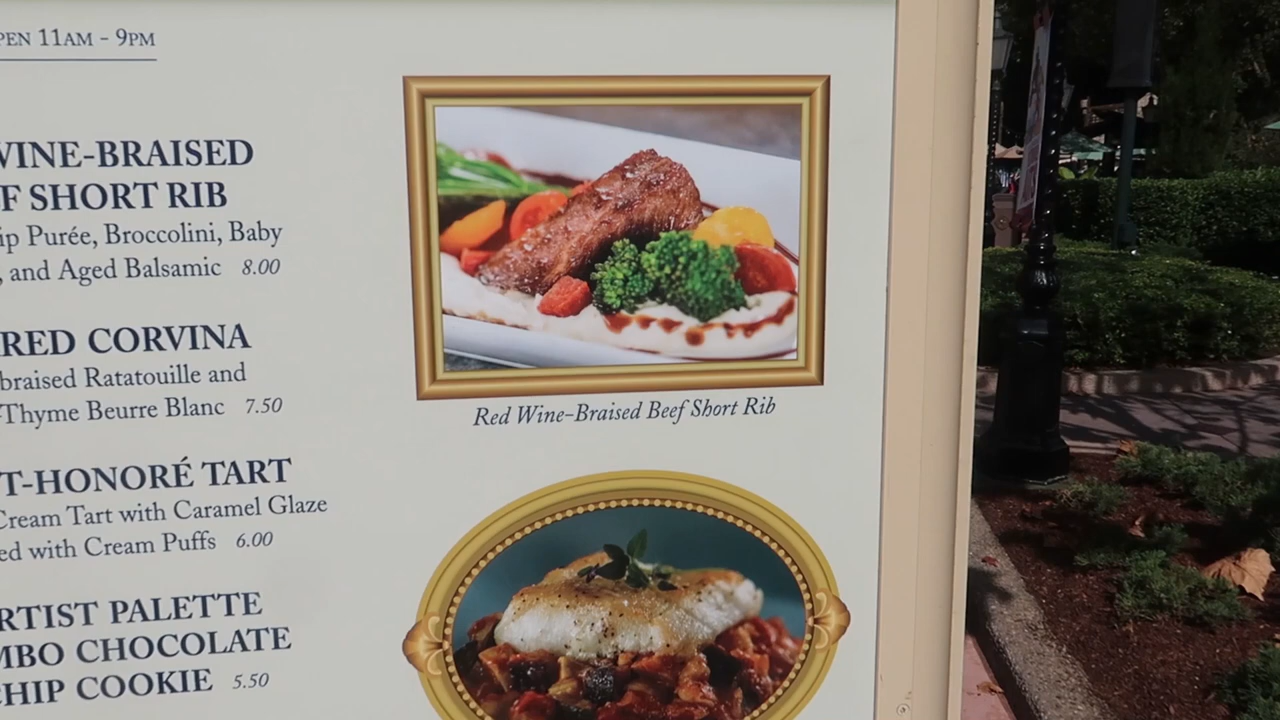 PEN 11AM - 9PM
WINE-BRAISED
F SHORT RIB
ip Purée, Broccolini, Baby
, and Aged Balsamic 8.00
RED CORVINA
braised Ratatouille and
-Thyme Beurre Blanc 7.50
T-HONORÉ TART
Cream Tart with Caramel Glaze
ed with Cream Puffs 6.00
RTIST PALETTE
MBO CHOCOLATE
CHIP COOKIE 5.50
Red Wine-Braised Beef Short Rib